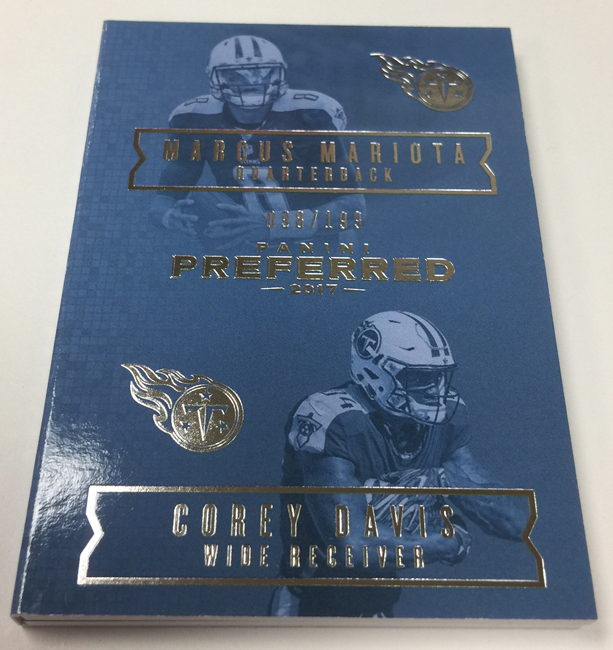 MARCUS MARIOTA
QUARTERBACK
PANINI
PREFERRED
2017
COREY DAVIS
WIDE RECEIVER